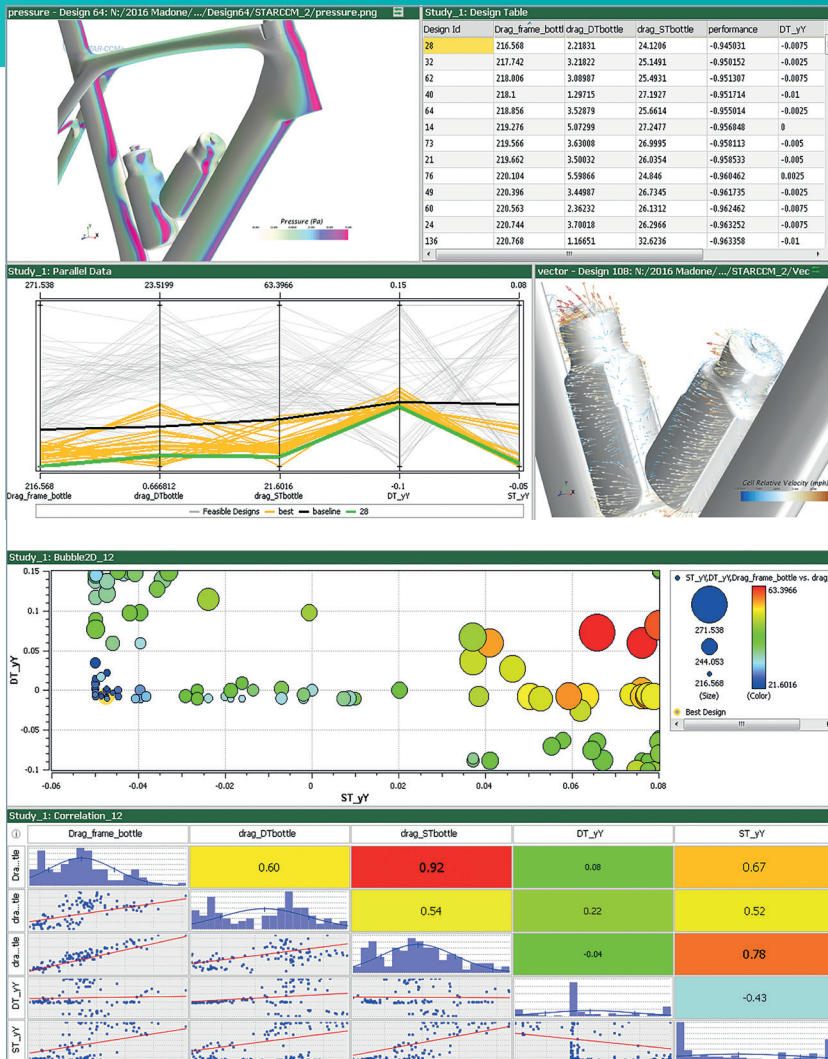 pressure - Design 64: N:/2016 Madone/.../Design64/STARCCM_2/pressure.png
STAR-CCM+
Pressure (Pa)
Study_1: Design Table
Design Id Drag_frame_bottl drag_DTbottle drag_STbottle performance DT_yY
28 216.568 2.21831 24.1206 -0.945031 -0.0075
32 217.742 3.21822 25.1491 -0.950152 -0.0025
62 218.006 3.08987 25.4931 -0.951307 -0.0075
40 218.1 1.29715 27.1927 -0.951714 -0.01
64 218.856 3.52879 25.6614 -0.955014 -0.0025
14 219.276 5.07299 27.2477 -0.956848 0
73 219.566 3.63008 26.9995 -0.958113 -0.005
21 219.662 3.50032 26.0354 -0.958533 -0.005
76 220.104 5.59866 24.846 -0.960462 0.0025
49 220.396 3.44987 26.7345 -0.961735 -0.0025
60 220.563 2.36232 26.1312 -0.962462 -0.0075
24 220.744 3.70018 26.2966 -0.963252 -0.0075
136 220.768 1.16651 32.6236 -0.963358 -0.01
Study_1: Parallel Data
271.538 23.5199 63.3966 0.15 0.08
216.568 0.666812 21.6016 -0.1 -0.05
Drag_frame_bottle drag_DTbottle drag_STbottle DT_yY ST_yY
Feasible Designs best baseline 28
vector - Design 108: N:/2016 Madone/.../STARCCM_2/Vec
Cell Relative Velocity (mph)
Study_1: Bubble2D_12
0.15
0.1
0.05
0
-0.05
-0.1
DT_yY
-0.06 -0.04 -0.02 0 0.02 0.04 0.06 0.08
ST_yY
ST_yY,DT_yY,Drag_frame_bottle vs. drag
63.3966
271.538
244.053
216.568 21.6016
(Size) (Color)
Best Design
Study_1: Correlation_12
Drag_frame_bottle drag_DTbottle drag_STbottle DT_yY ST_yY
Dra...tle 0.60 0.92 0.08 0.67
dra...tle 0.54 0.22 0.52
dra...tle -0.04 0.78
DT_yY -0.43
ST_yY